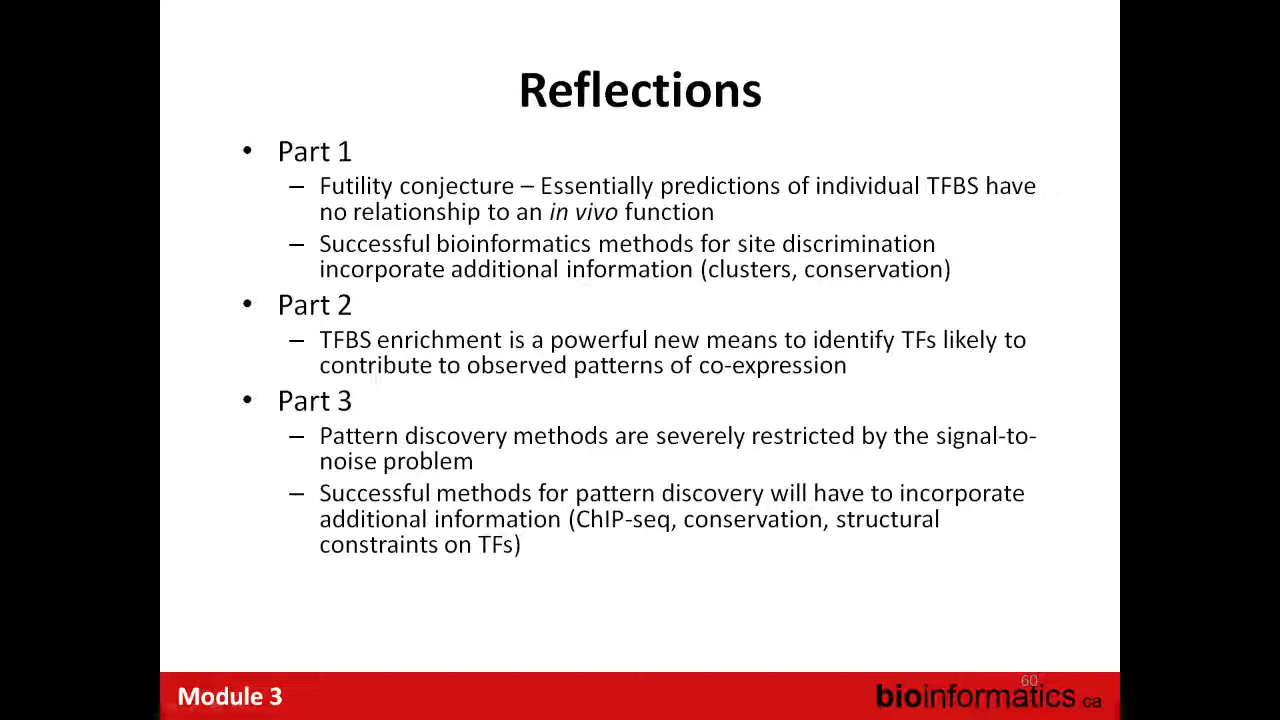 Reflections
• Part 1
– Futility conjecture – Essentially predictions of individual TFBS have
no relationship to an in vivo function
– Successful bioinformatics methods for site discrimination
incorporate additional information (clusters, conservation)
• Part 2
– TFBS enrichment is a powerful new means to identify TFs likely to
contribute to observed patterns of co-expression
• Part 3
– Pattern discovery methods are severely restricted by the signal-to-
noise problem
– Successful methods for pattern discovery will have to incorporate
additional information (ChIP-seq, conservation, structural
constraints on TFs)
60
Module 3
bioinformatics.ca